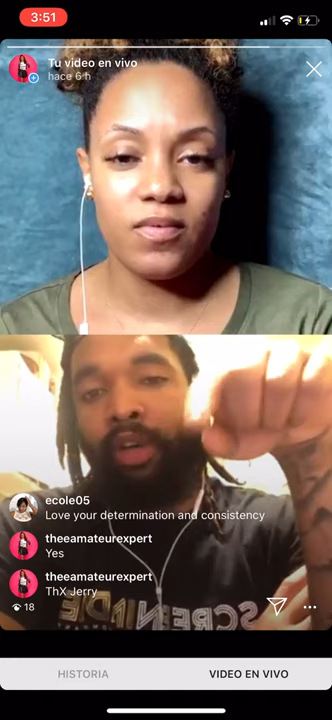 3:51
Tu video en vivo
hace 6 h
ecole05
Love your determination and consistency
theeamateurexpert
Yes
theeamateurexpert
ThX Jerry
18
HISTORIA
VIDEO EN VIVO